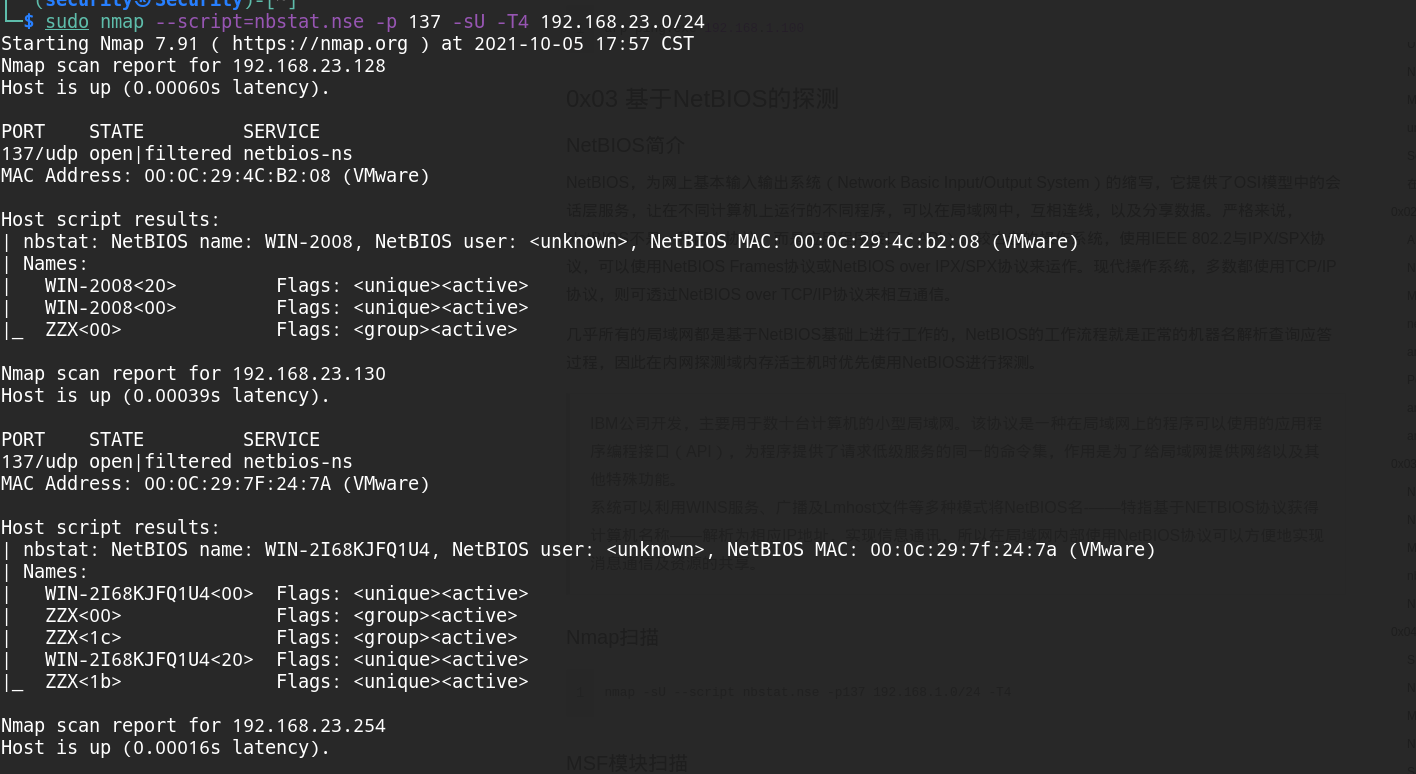 (security㉿Security)-[~]
└─$ sudo nmap --script=nbstat.nse -p 137 -sU -T4 192.168.23.0/24
Starting Nmap 7.91 ( https://nmap.org ) at 2021-10-05 17:57 CST
Nmap scan report for 192.168.23.128
Host is up (0.00060s latency).
PORT    STATE         SERVICE
137/udp open|filtered netbios-ns
MAC Address: 00:0C:29:4C:B2:08 (VMware)
Host script results:
| nbstat: NetBIOS name: WIN-2008, NetBIOS user: <unknown>, NetBIOS MAC: 00:0c:29:4c:b2:08 (VMware)
| Names:
|   WIN-2008<20>         Flags: <unique><active>
|   WIN-2008<00>         Flags: <unique><active>
|_  ZZX<00>              Flags: <group><active>
Nmap scan report for 192.168.23.130
Host is up (0.00039s latency).
PORT    STATE         SERVICE
137/udp open|filtered netbios-ns
MAC Address: 00:0C:29:7F:24:7A (VMware)
Host script results:
| nbstat: NetBIOS name: WIN-2I68KJFQ1U4, NetBIOS user: <unknown>, NetBIOS MAC: 00:0c:29:7f:24:7a (VMware)
| Names:
|   WIN-2I68KJFQ1U4<00>  Flags: <unique><active>
|   ZZX<00>              Flags: <group><active>
|   ZZX<1c>              Flags: <group><active>
|   WIN-2I68KJFQ1U4<20>  Flags: <unique><active>
|_  ZZX<1b>              Flags: <unique><active>
Nmap scan report for 192.168.23.254
Host is up (0.00016s latency).
0x03 基于NetBIOS的探测
NetBIOS简介
NetBIOS，为网上基本输入输出系统（Network Basic Input/Output System）的缩写，它提供了OSI模型中的会
话层服务，让在不同计算机上运行的不同程序，可以在局域网中，互相连线，以及分享数据。严格来说，
系统，使用IEEE 802.2与IPX/SPX协
议，可以使用NetBIOS Frames协议或NetBIOS over IPX/SPX协议来运作。现代操作系统，多数都使用TCP/IP
协议，则可透过NetBIOS over TCP/IP协议来相互通信。
几乎所有的局域网都是基于NetBIOS基础上进行工作的，NetBIOS的工作流程就是正常的机器名解析查询应答
过程，因此在内网探测域内存活主机时优先使用NetBIOS进行探测。
IBM公司开发，主要用于数十台计算机的小型局域网。该协议是一种在局域网上的程序可以使用的应用程
序编程接口（API），为程序提供了请求低级服务的同一的命令集，作用是为了给局域网提供网络以及其
他特殊功能。
系统可以利用WINS服务、广播及Lmhost文件等多种模式将NetBIOS名——特指基于NETBIOS协议获得
计算机名称——解析为相应IP地址，实现信息通讯，所以在局域网内部使用NetBIOS协议可以方便地实现
消息通信及资源的共享。
Nmap扫描
nmap -sU --script nbstat.nse -p137 192.168.1.0/24 -T4
MSF模块扫描